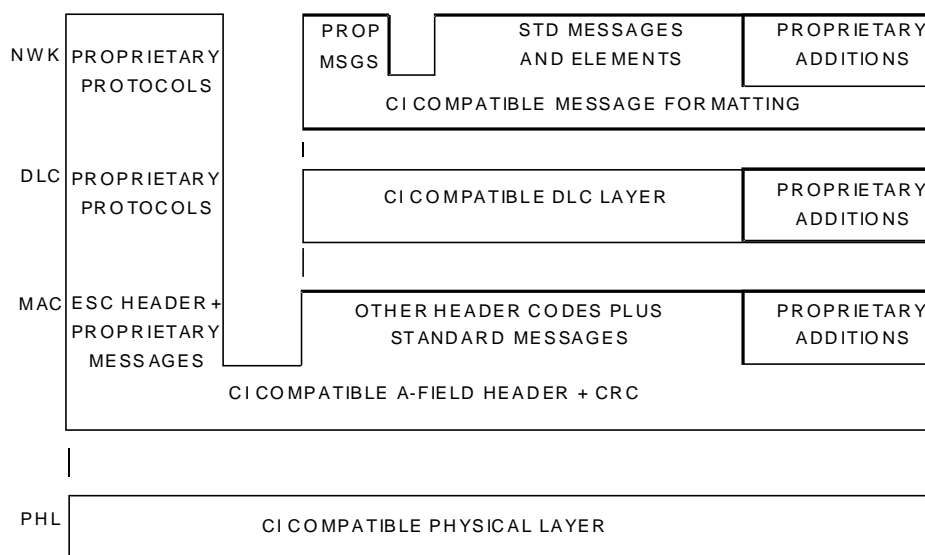 NWK
PROPRIETARY
PROTOCOLS
PROP
MSGS
STD MESSAGES
AND ELEMENTS
PROPRIETARY
ADDITIONS
CI COMPATIBLE MESSAGE FORMATTING
DLC
PROPRIETARY
PROTOCOLS
CI COMPATIBLE DLC LAYER
PROPRIETARY
ADDITIONS
MAC
ESC HEADER +
PROPRIETARY
MESSAGES
OTHER HEADER CODES PLUS
STANDARD MESSAGES
PROPRIETARY
ADDITIONS
CI COMPATIBLE A-FIELD HEADER + CRC
PHL
CI COMPATIBLE PHYSICAL LAYER